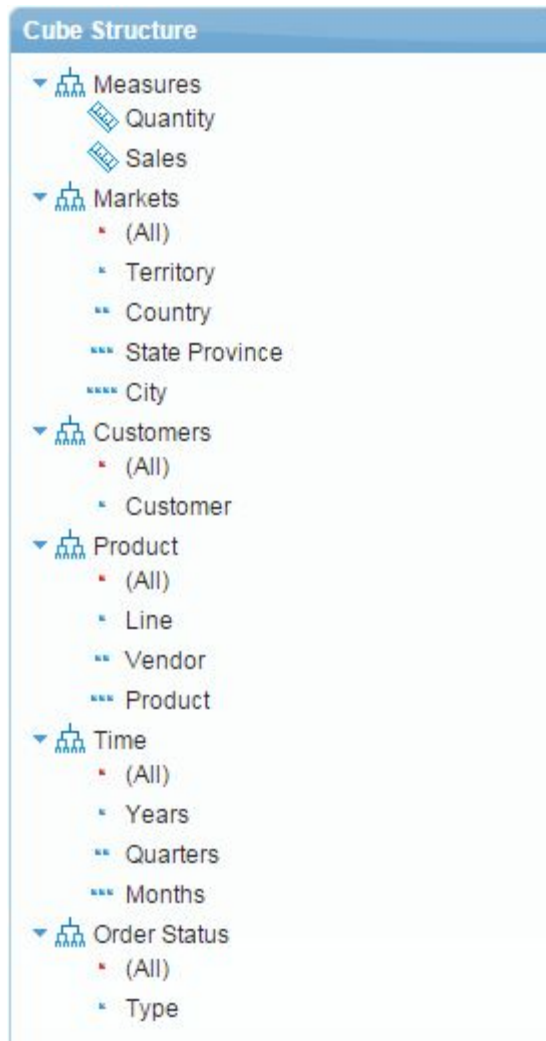 Cube Structure
Measures
Quantity
Sales
Markets
(All)
Territory
Country
State Province
City
Customers
(All)
Customer
Product
(All)
Line
Vendor
Product
Time
(All)
Years
Quarters
Months
Order Status
(All)
Type